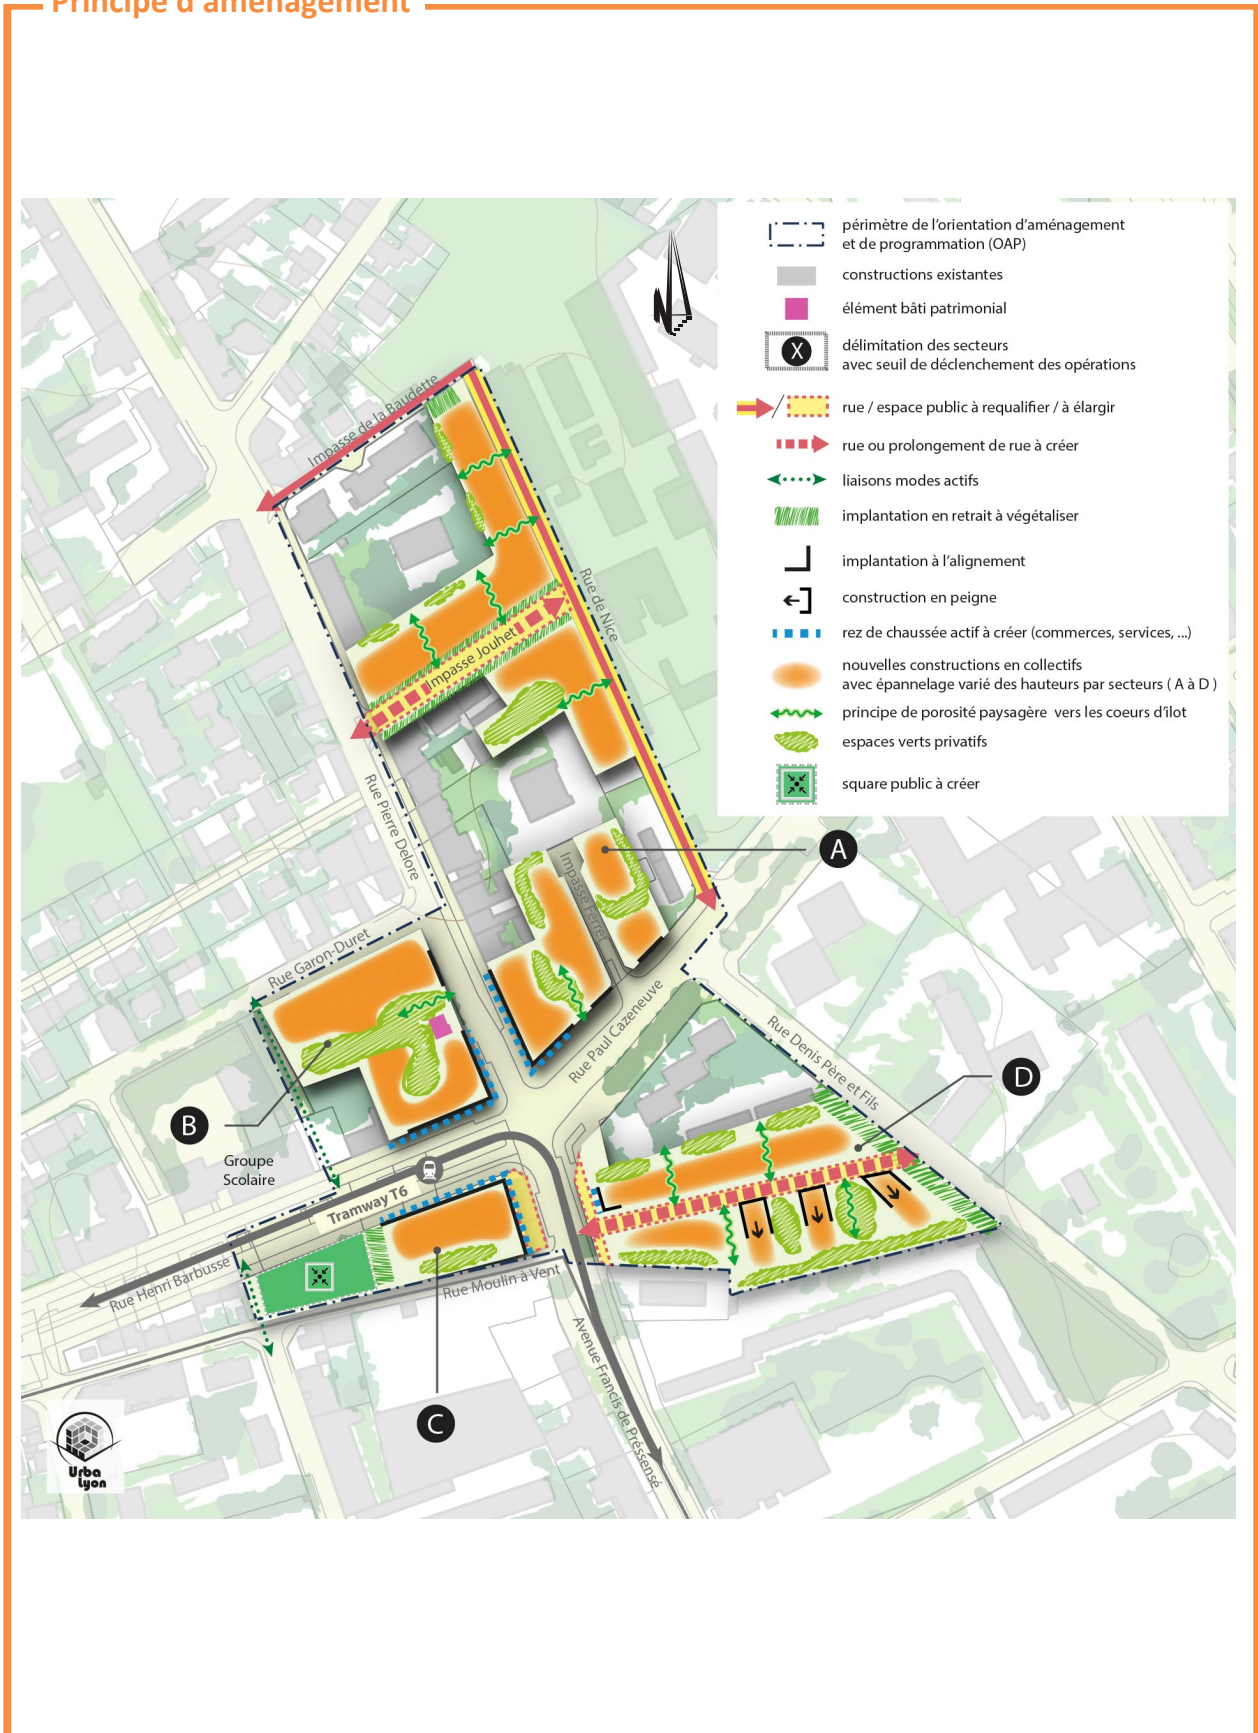 Principe d'aménagement
périmètre de l'orientation d'aménagement
et de programmation (OAP)
constructions existantes
élément bâti patrimonial
X
délimitation des secteurs
avec seuil de déclenchement des opérations
rue / espace public à requalifier / à élargir
rue ou prolongement de rue à créer
liaisons modes actifs
implantation en retrait à végétaliser
implantation à l'alignement
construction en peigne
rez de chaussée actif à créer (commerces, services, ...)
nouvelles constructions en collectifs
avec épannelage varié des hauteurs par secteurs ( A à D )
principe de porosité paysagère vers les coeurs d'ilot
espaces verts privatifs
square public à créer
N
Impasse de la Baudette
Rue de Nice
Impasse Jouhet
Rue Pierre Delore
Impasse Ferret
A
Rue Garon-Duret
Rue Paul Cazeneuve
Rue Denis Père et Fils
D
B
Groupe
Scolaire
Tramway T6
Rue Henri Barbusse
Rue Moulin à Vent
Avenue Francis de Préssensé
C
Urba
Lyon